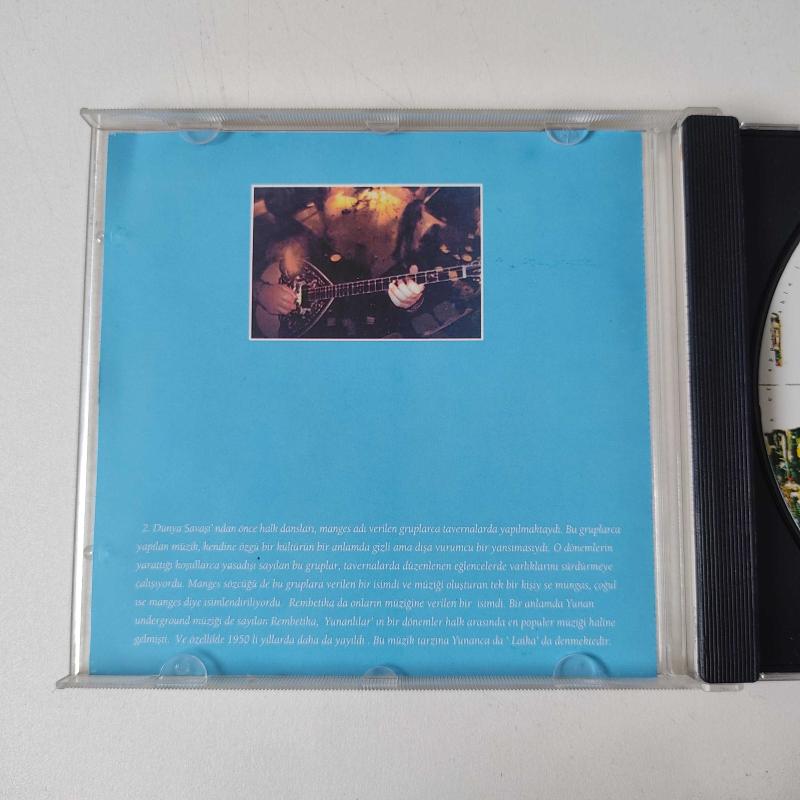 2. Dunya Savaşı' ndan önce halk dansları, manges adı verilen gruplarca tavernalarda yapılmaktaydı. Bu gruplarca
yapılan müzik, kendine özgü bir kültürün bir anlamda gizli ama dışa vurumcu bir yansımasıydı. O dönemlerin
yarattığı koşullarca yasadışı sayılan bu gruplar, tavernalarda düzenlenen eğlencelerde varlıklarını sürdürmeye
çalışıyordu. Manges sözcüğü de bu gruplara verilen bir isimdi ve müziği oluşturan tek bir kişiy se mungas, çoğul
ise manges diye isimlendiriliyordu. Rembetika da onların müziğine verilen bir isimdi. Bir anlamda Yunan
underground müziği de sayılan Rembetika, Yunanlılar' ın bir dönemler halk arasında en populer müziği haline
gelmişti. Ve özellikle 1950 li yıllarda daha da yayıldı . Bu müzik tarzına Yunanca da ' Laika' da denmektedir.